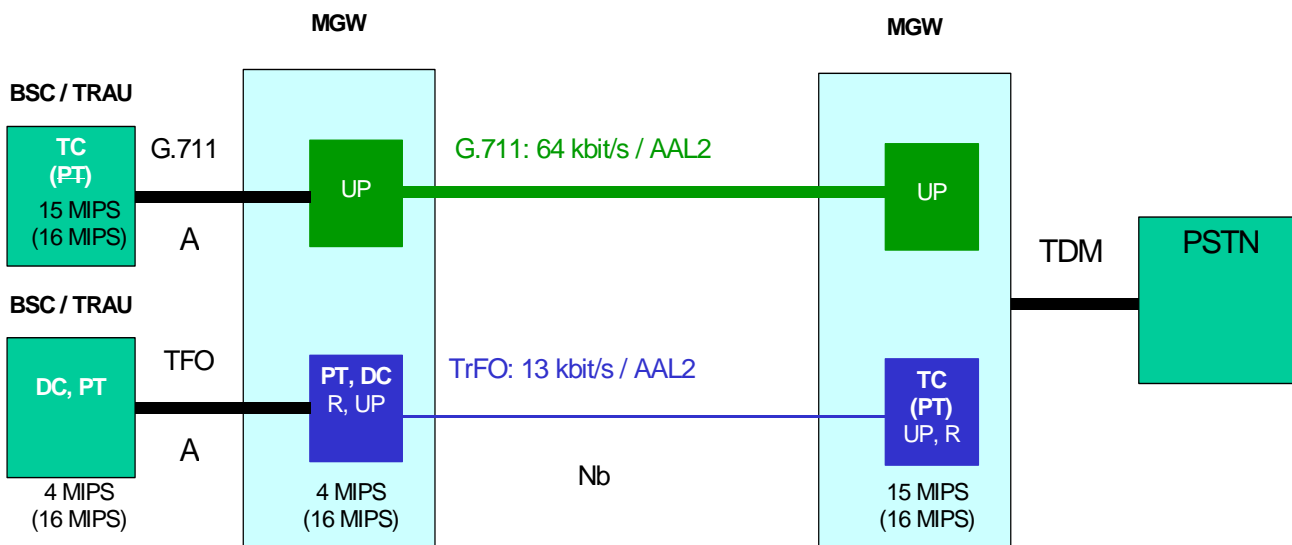 MGW
MGW
BSC / TRAU
TC
(PT)
15 MIPS
(16 MIPS)
G.711
A
UP
G.711: 64 kbit/s / AAL2
UP
TDM
PSTN
BSC / TRAU
DC, PT
4 MIPS
(16 MIPS)
TFO
A
PT, DC
R, UP
4 MIPS
(16 MIPS)
TrFO: 13 kbit/s / AAL2
Nb
TC
(PT)
UP, R
15 MIPS
(16 MIPS)